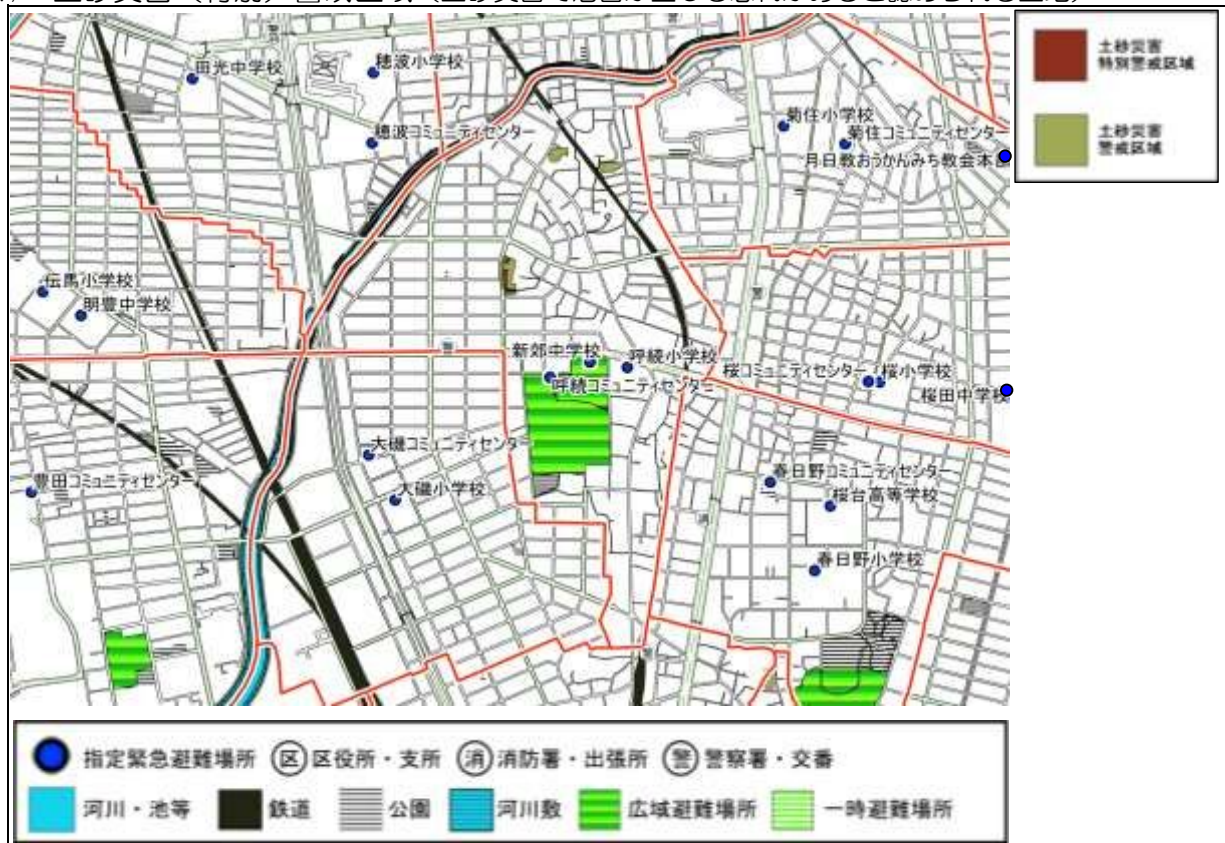 土砂災害
特別警戒区域
土砂災害
警戒区域
田光中学校
穂波小学校
穂波コミュニティセンター
菊住小学校
菊住コミュニティセンター
月日教おうかんみち教会本
伝馬小学校
明豊中学校
新郊中学校
呼続小学校
呼続コミュニティセンター
桜コミュニティセンター
桜小学校
桜田中学校
大磯コミュニティセンター
大磯小学校
豊田コミュニティセンター
春日野コミュニティセンター
桜台高等学校
春日野小学校
指定緊急避難場所 区 区役所・支所 消 消防署・出張所 警 警察署・交番
河川・池等 鉄道 公園 河川敷 広域避難場所 一時避難場所